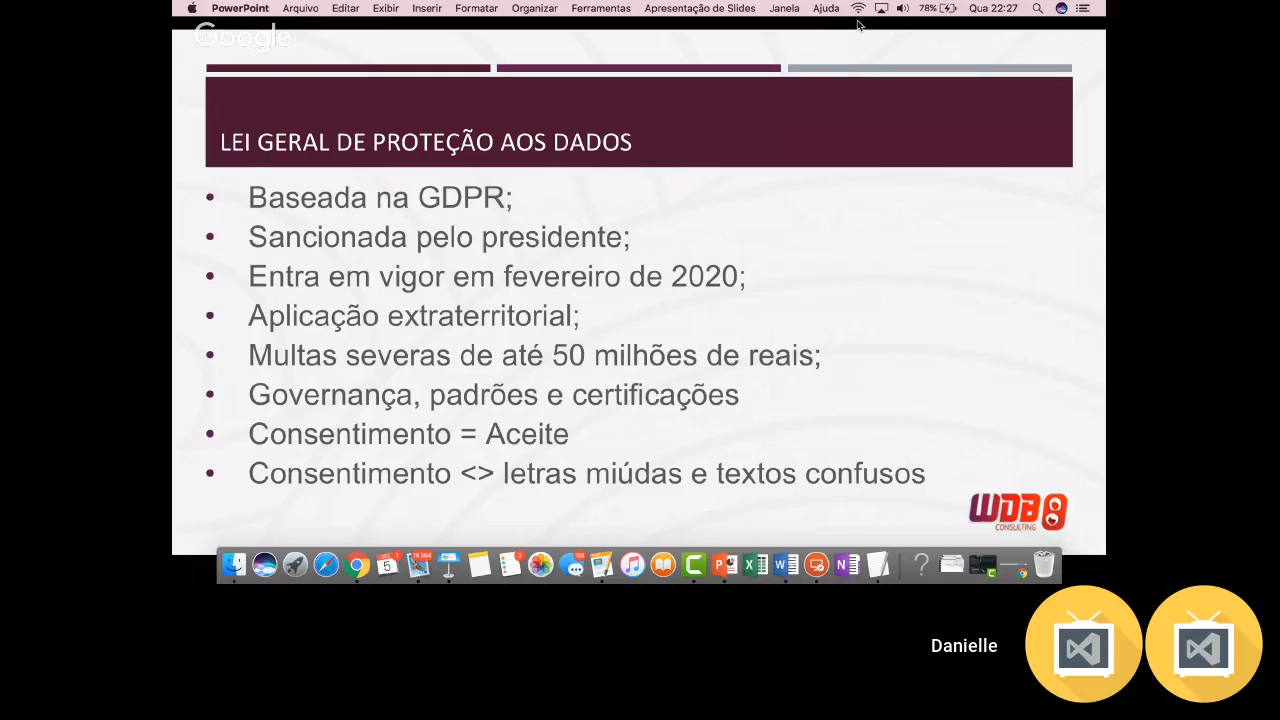 PowerPoint Arquivo Editar Exibir Inserir Formatar Organizar Ferramentas Apresentação de Slides Janela Ajuda 78% Qua 22:27
Google
LEI GERAL DE PROTEÇÃO AOS DADOS
• Baseada na GDPR;
• Sancionada pelo presidente;
• Entra em vigor em fevereiro de 2020;
• Aplicação extraterritorial;
• Multas severas de até 50 milhões de reais;
• Governança, padrões e certificações
• Consentimento = Aceite
• Consentimento <> letras miúdas e textos confusos
WDB
CONSULTING
Danielle